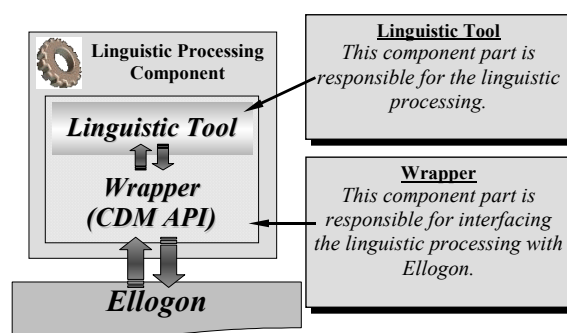 Linguistic Processing
Component
Linguistic Tool
Wrapper
(CDM API)
Ellogon
Linguistic Tool
This component part is
responsible for the linguistic
processing.
Wrapper
This component part is
responsible for interfacing
the linguistic processing with
Ellogon.